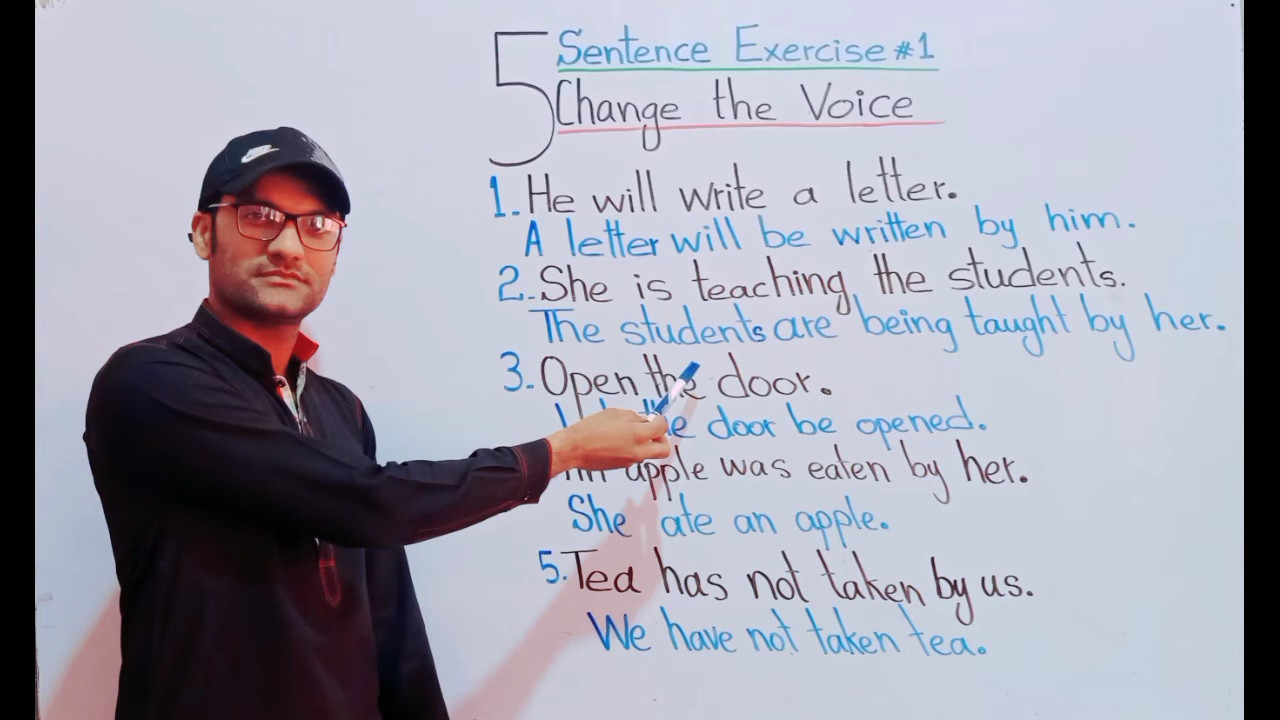 5 Sentence Exercise #1
Change the Voice
1. He will write a letter.
A letter will be written by him.
2. She is teaching the students.
The students are being taught by her.
3. Open the door.
the door be opened.
apple was eaten by her.
She ate an apple.
5. Tea has not taken by us.
We have not taken tea.
NIKE